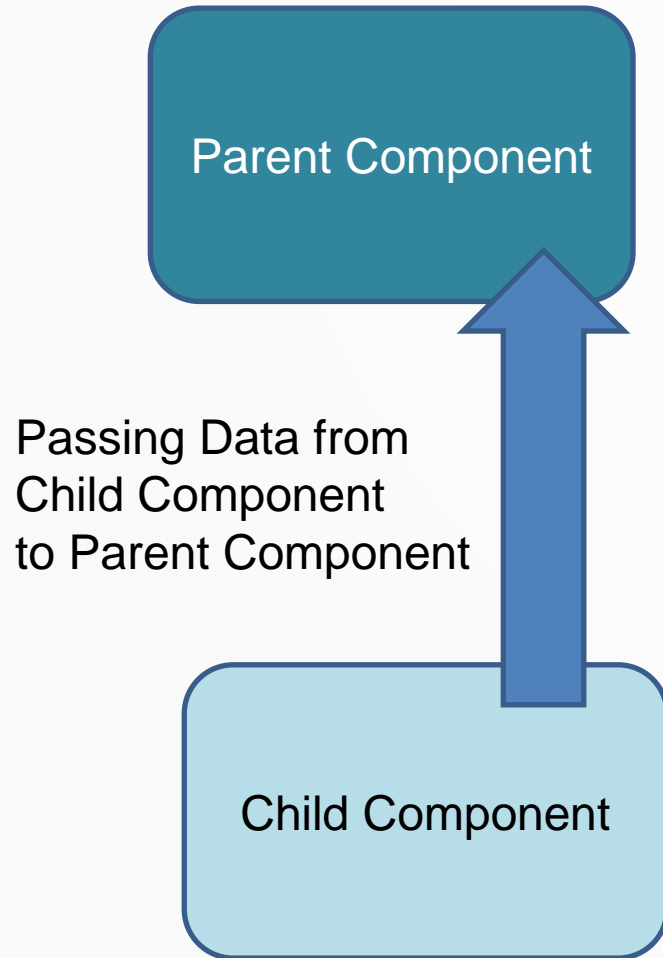 Parent Component
Passing Data from
Child Component
to Parent Component
Child Component